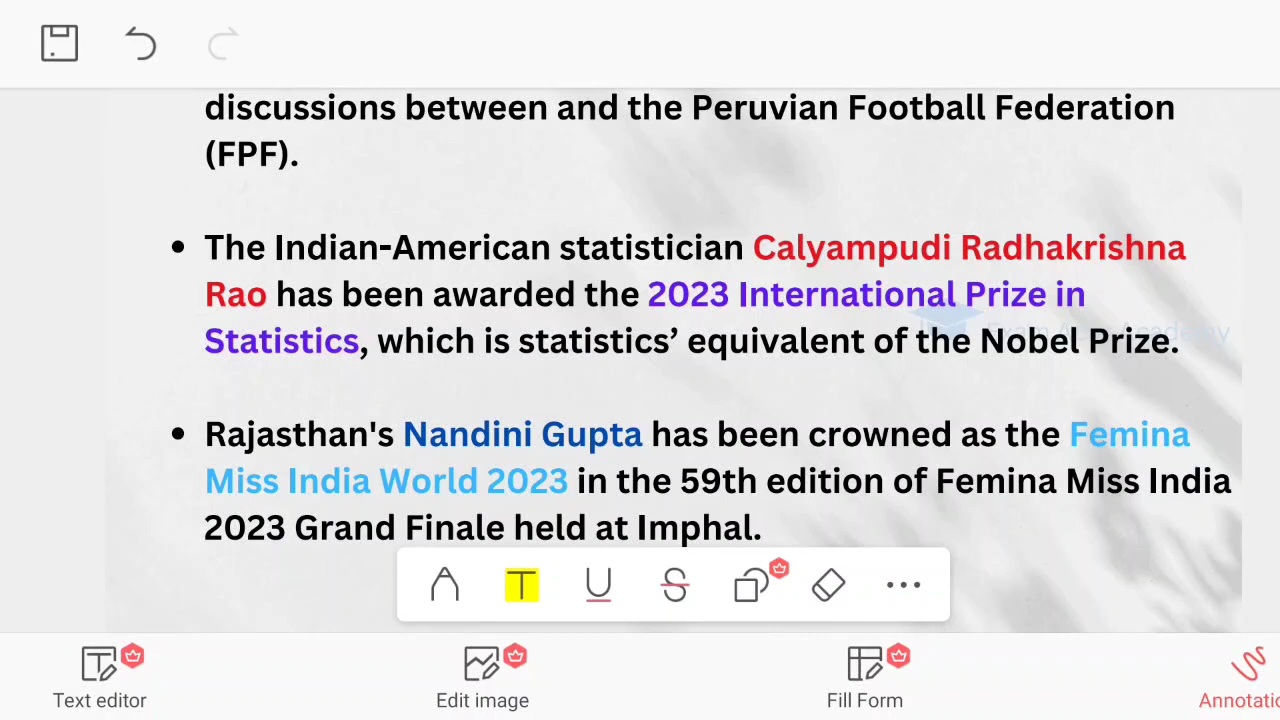 discussions between and the Peruvian Football Federation
(FPF).
• The Indian-American statistician Calyampudi Radhakrishna
Rao has been awarded the 2023 International Prize in
Statistics, which is statistics’ equivalent of the Nobel Prize.
• Rajasthan's Nandini Gupta has been crowned as the Femina
Miss India World 2023 in the 59th edition of Femina Miss India
2023 Grand Finale held at Imphal.
T U S
Text editor
Edit image
Fill Form
Annotatio